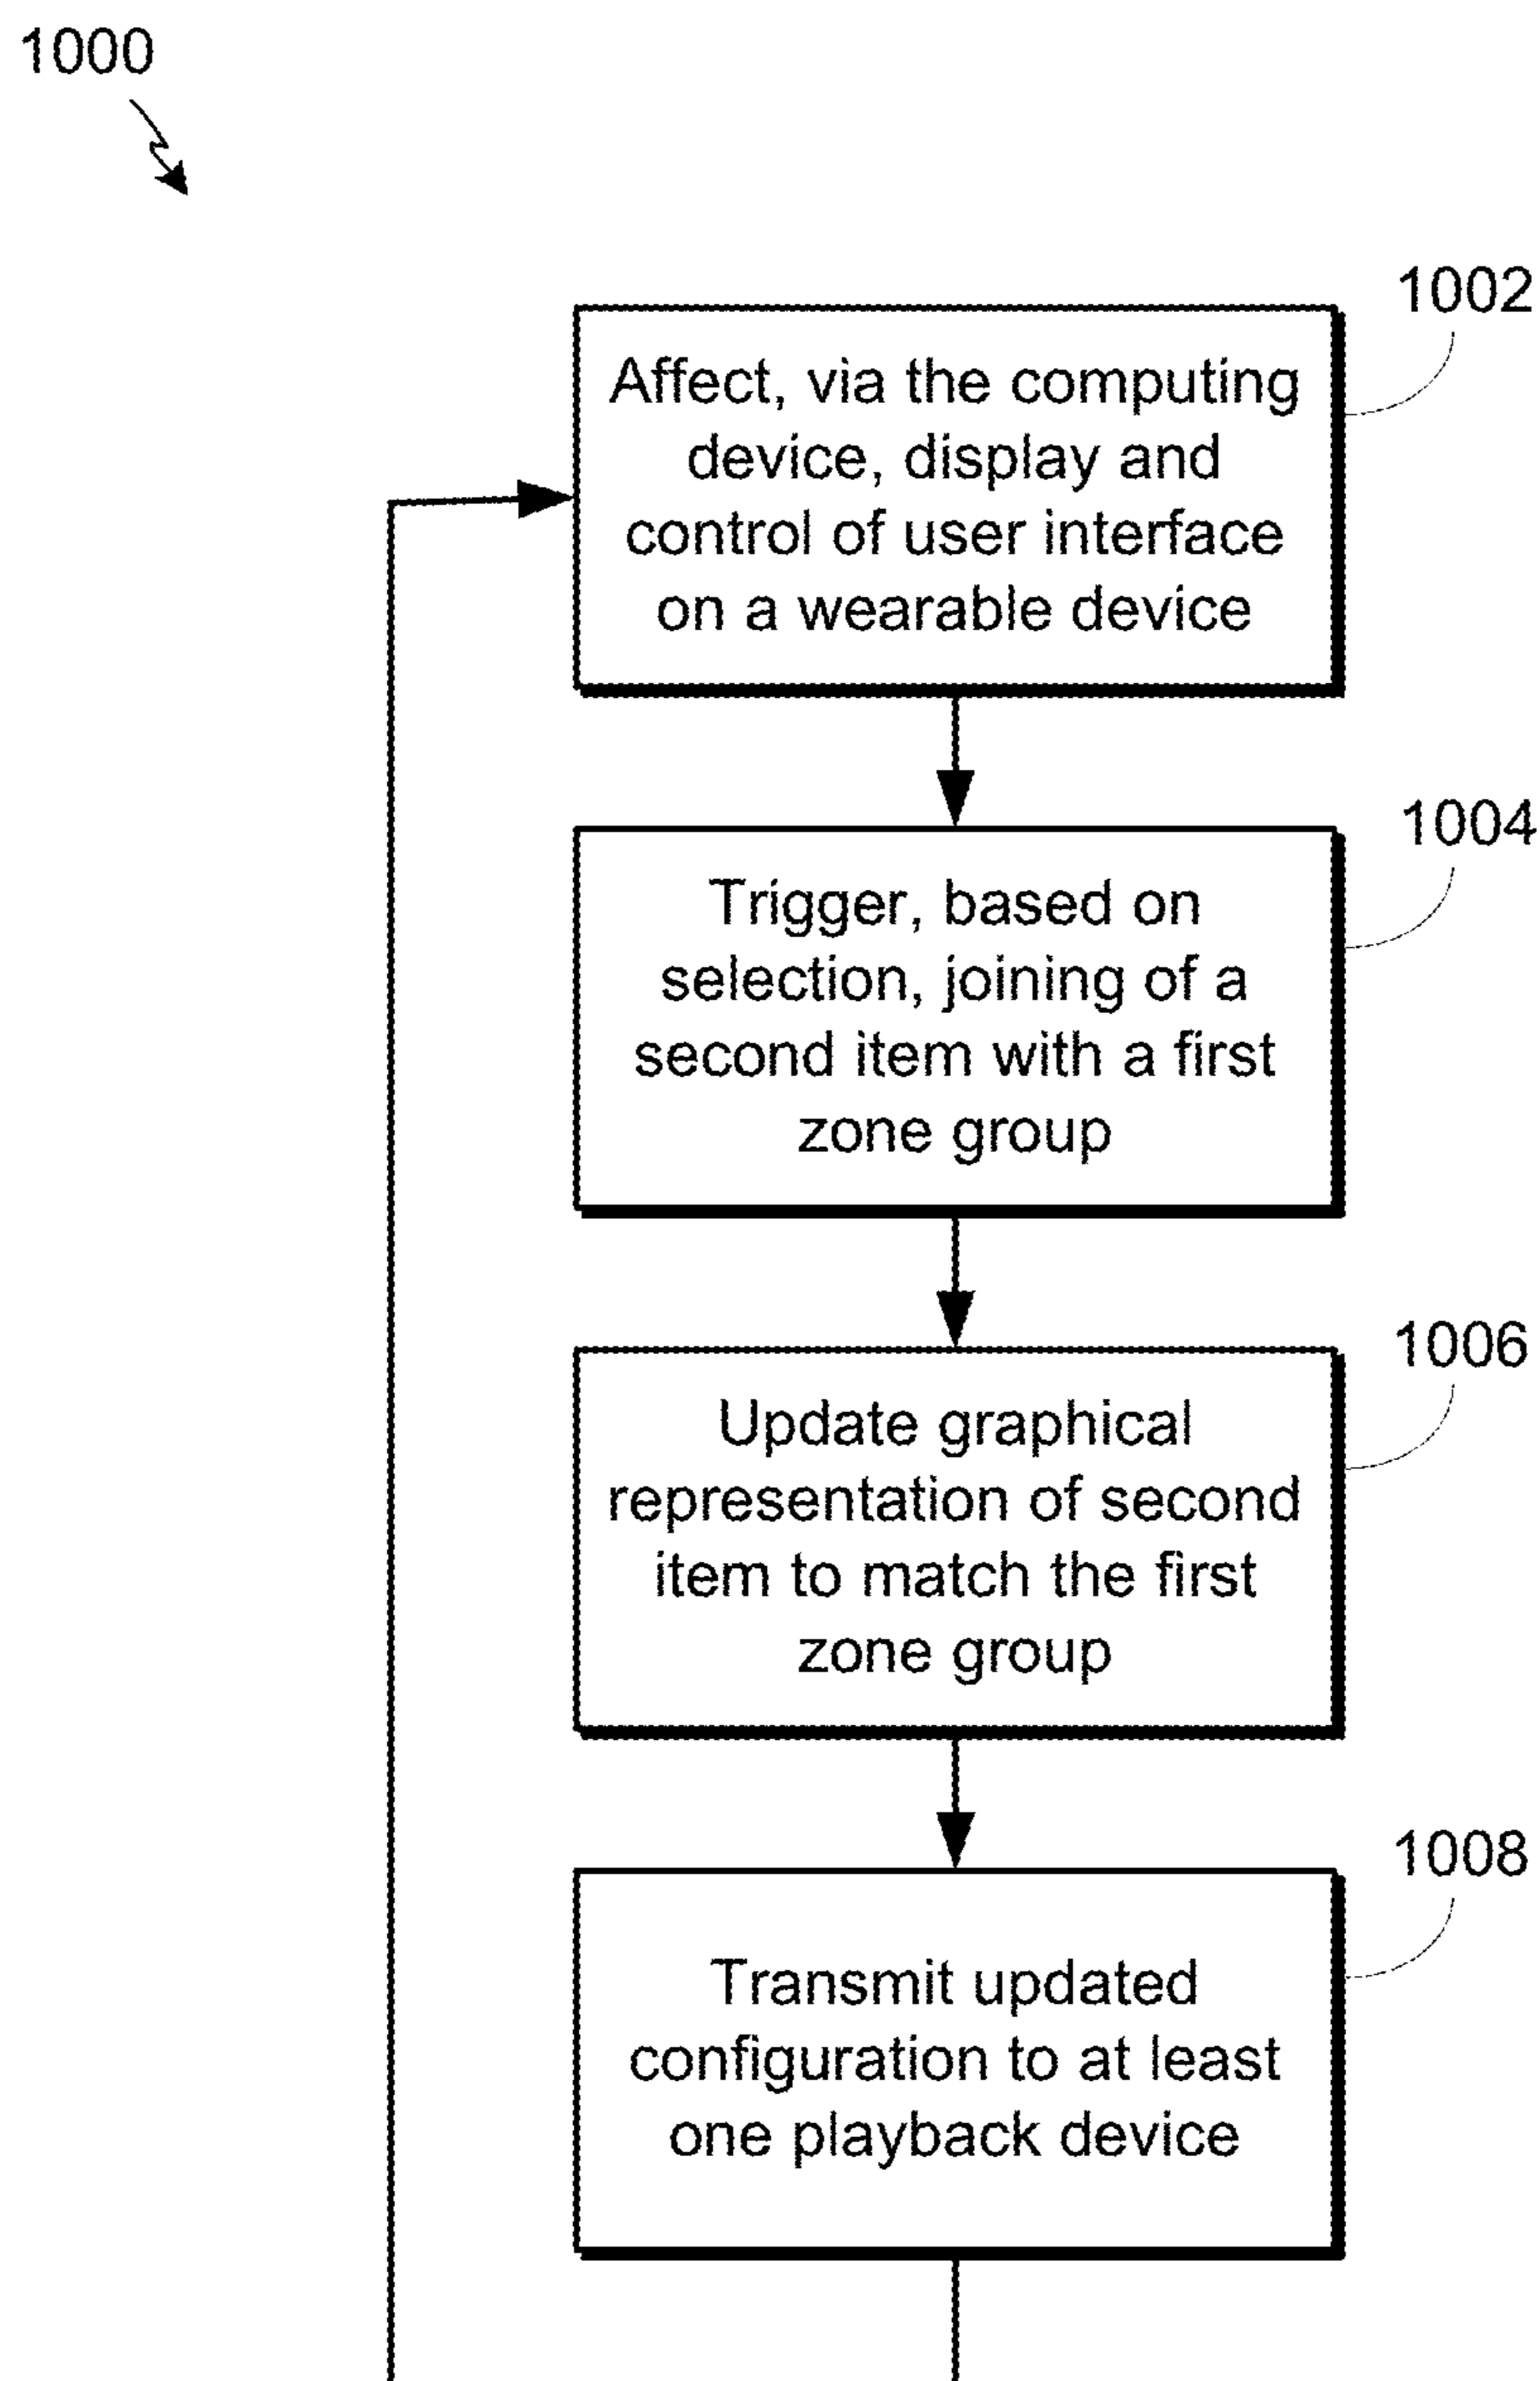 1000
1002
Affect, via the computing
device, display and
control of user interface
on a wearable device
1004
Trigger, based on
selection, joining of a
second item with a first
zone group
1006
Update graphical
representation of second
item to match the first
zone group
1008
Transmit updated
configuration to at least
one playback device